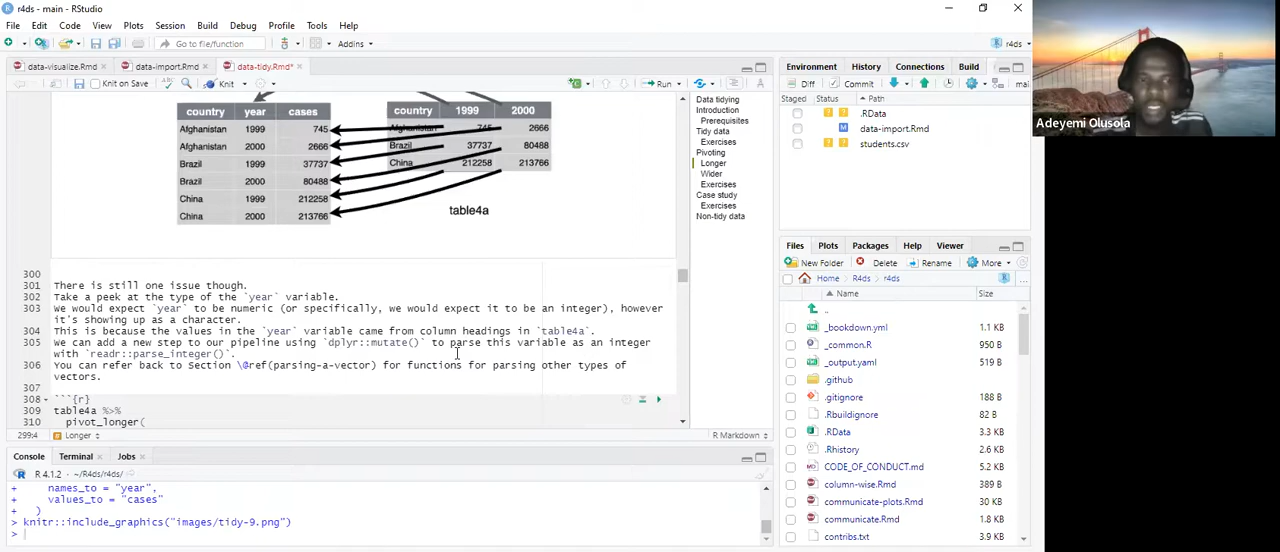 r4ds - main - RStudio
File Edit Code View Plots Session Build Debug Profile Tools Help
Go to file/function Addins r4ds
data-visualize.Rmd × data-import.Rmd × data-tidy.Rmd* ×
Knit on Save Knit Run
country year cases
Afghanistan 1999 745
Afghanistan 2000 2666
Brazil 1999 37737
Brazil 2000 80488
China 1999 212258
China 2000 213766
country 1999 2000
Afghanistan 745 2666
Brazil 37737 80488
China 212258 213766
table4a
300
301 There is still one issue though.
302 Take a peek at the type of the `year` variable.
303 We would expect `year` to be numeric (or specifically, we would expect it to be an integer), however
it's showing up as a character.
304 This is because the values in the `year` variable came from column headings in `table4a`.
305 We can add a new step to our pipeline using `dplyr::mutate()` to parse this variable as an integer
with `readr::parse_integer()`.
306 You can refer back to Section \@ref(parsing-a-vector) for functions for parsing other types of
vectors.
307
308 ```{r}
309 table4a %>%
310 pivot_longer(
299:4 Longer R Markdown
Data tidying
Introduction
Prerequisites
Tidy data
Exercises
Pivoting
Longer
Wider
Exercises
Case study
Exercises
Non-tidy data
Console Terminal × Jobs ×
R 4.1.2 · ~/R4ds/r4ds/
+ names_to = "year",
+ values_to = "cases"
+ )
> knitr::include_graphics("images/tidy-9.png")
>
Environment History Connections Build
Diff Commit main
Staged Status Path
? ? .RData
M data-import.Rmd
? ? students.csv
Files Plots Packages Help Viewer
New Folder Delete Rename More
Home R4ds r4ds ...
Name Size
..
_bookdown.yml 1.1 KB
_common.R 950 B
_output.yaml 519 B
.github
.gitignore 188 B
.Rbuildignore 82 B
.RData 3.3 KB
.Rhistory 2.6 KB
CODE_OF_CONDUCT.md 5.2 KB
column-wise.Rmd 389 B
communicate-plots.Rmd 30 KB
communicate.Rmd 1.8 KB
contribs.txt 3.9 KB
Adeyemi Olusola